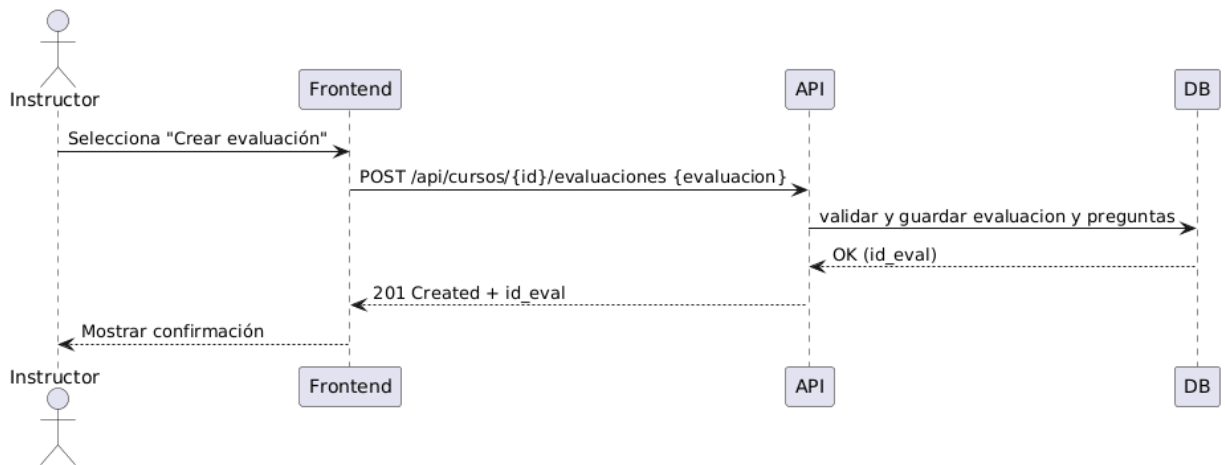 Instructor
Frontend
API
DB
Selecciona "Crear evaluación"
POST /api/cursos/{id}/evaluaciones {evaluacion}
validar y guardar evaluacion y preguntas
OK (id_eval)
201 Created + id_eval
Mostrar confirmación
Instructor
Frontend
API
DB